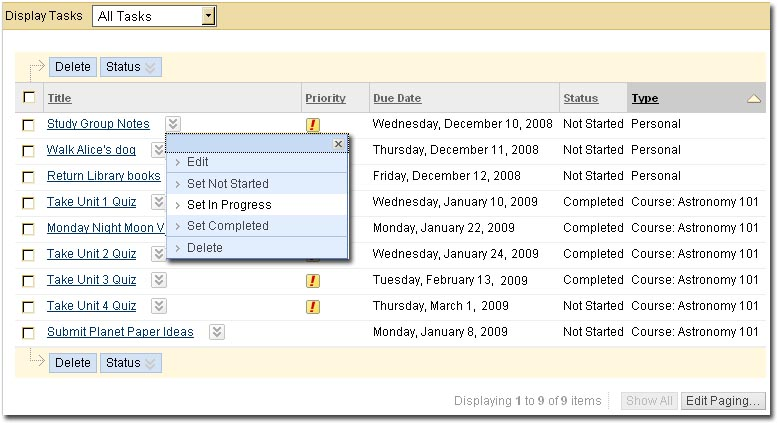 Display Tasks All Tasks
Delete Status
Title Priority Due Date Status Type
Study Group Notes ! Wednesday, December 10, 2008 Not Started Personal
Walk Alice's dog Thursday, December 11, 2008 Not Started Personal
Edit
Return Library books Friday, December 12, 2008 Not Started Personal
Set Not Started
Take Unit 1 Quiz Wednesday, January 10, 2009 Completed Course: Astronomy 101
Set In Progress
Monday Night Moon V Monday, January 22, 2009 Not Started Course: Astronomy 101
Set Completed
Take Unit 2 Quiz Wednesday, January 24, 2009 Completed Course: Astronomy 101
Delete
Take Unit 3 Quiz ! Tuesday, February 13, 2009 Completed Course: Astronomy 101
Take Unit 4 Quiz ! Thursday, March 1, 2009 Not Started Course: Astronomy 101
Submit Planet Paper Ideas Monday, January 8, 2009 Not Started Course: Astronomy 101
Delete Status
Displaying 1 to 9 of 9 items Show All Edit Paging...